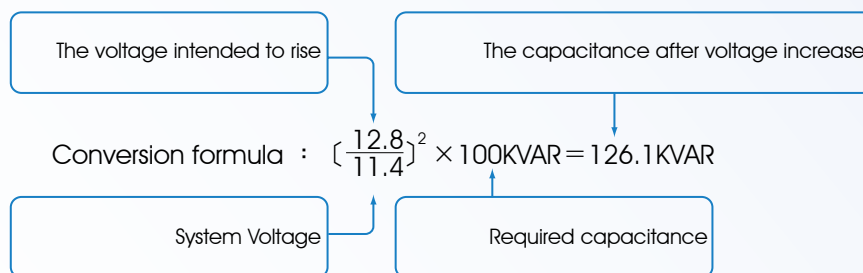 The voltage intended to rise
The capacitance after voltage increase
Conversion formula : (12.8/11.4)² × 100KVAR = 126.1KVAR
System Voltage
Required capacitance